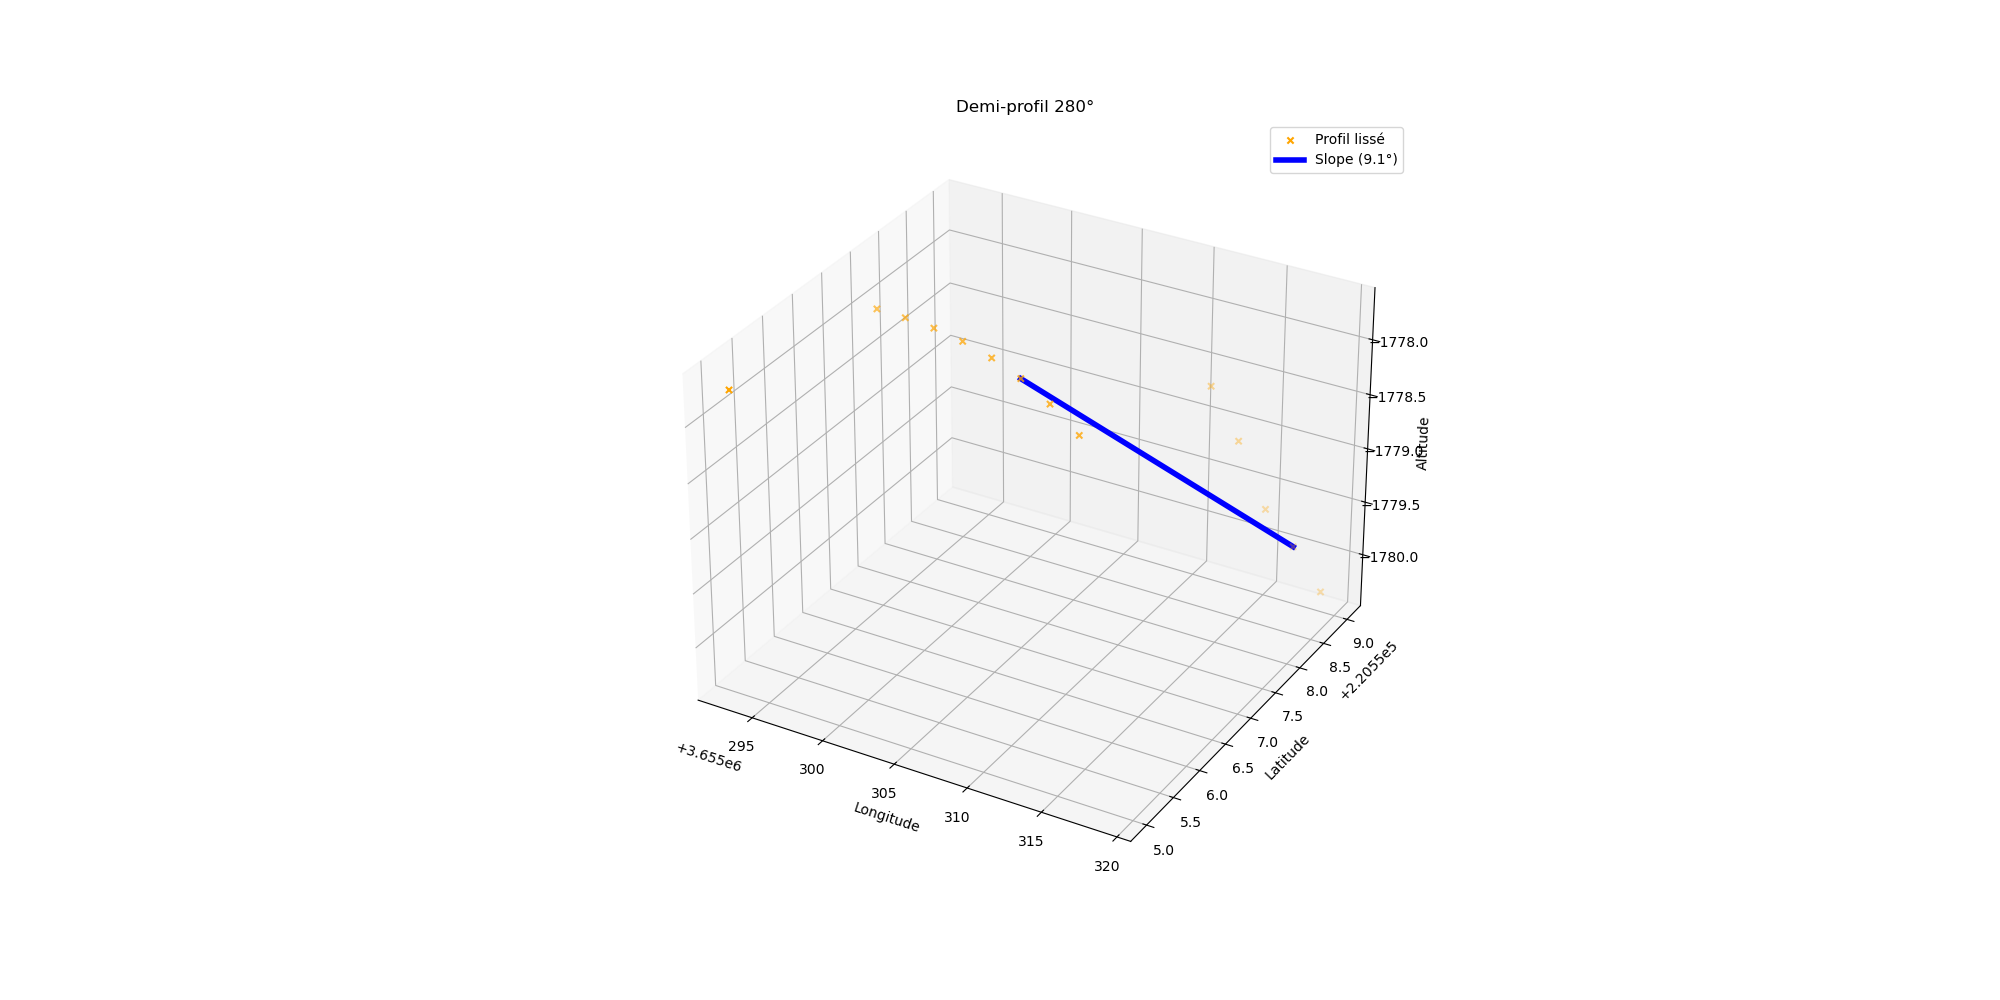 Demi-profil 280°
Profil lissé
Slope (9.1°)
−1778.0
−1778.5
−1779.0
Altitude
−1779.5
−1780.0
9.0
8.5
+2.2055e5
8.0
7.5
7.0
Latitude
6.5
6.0
5.5
5.0
+3.655e6
295
300
305
Longitude
310
315
320